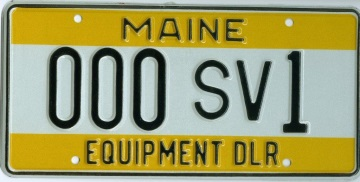 MAINE
000 SV1
EQUIPMENT DLR